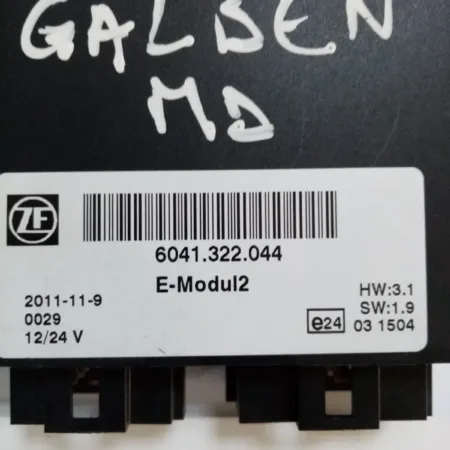 GALBEN
MD
ZF
6041.322.044
E-Modul2
2011-11-9
0029
12/24 V
HW:3.1
SW:1.9
e24 03 1504